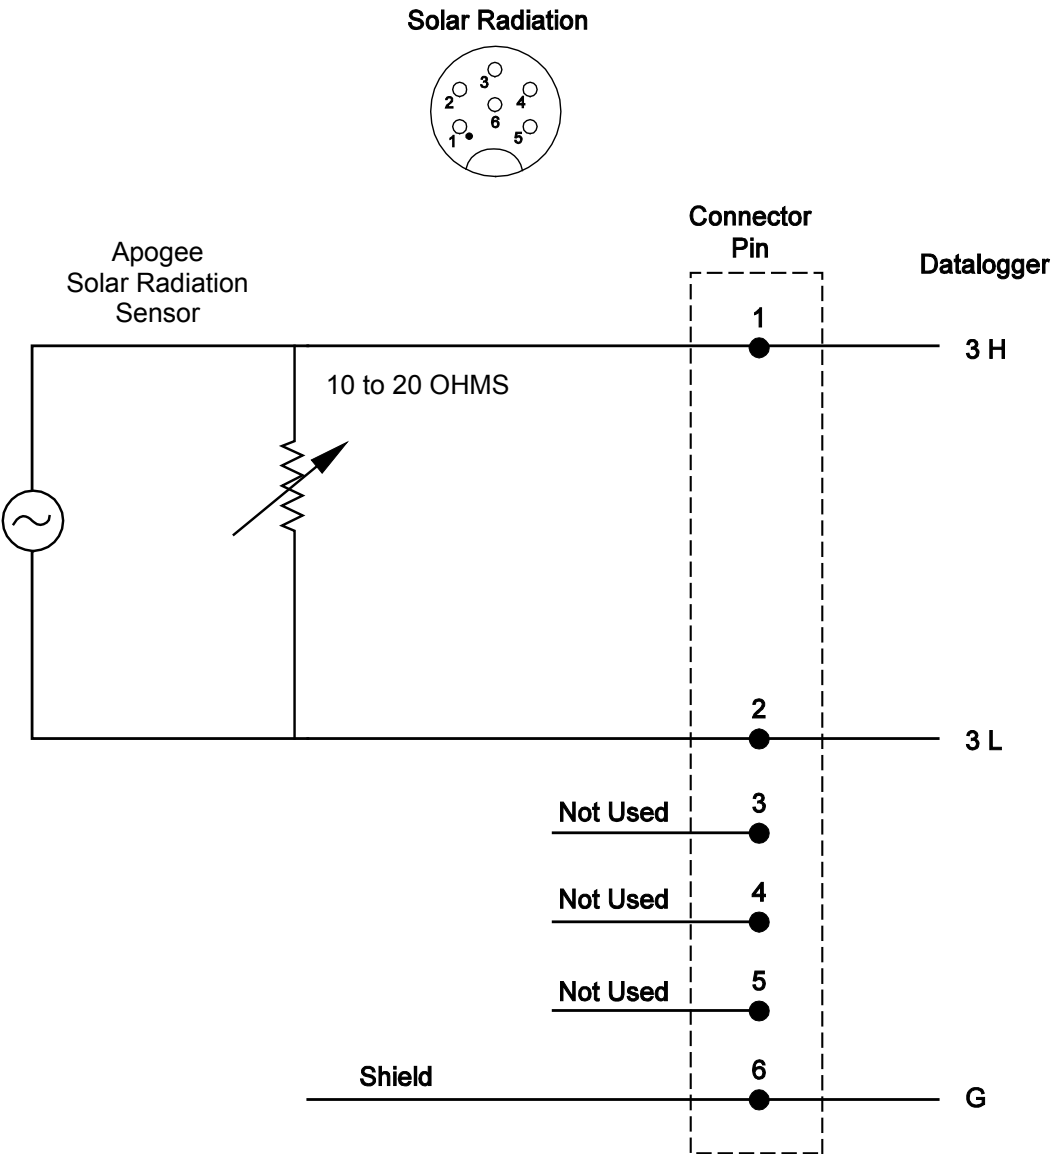 Solar Radiation
3
2
4
6
1
5
Connector
Pin
Datalogger
Apogee
Solar Radiation
Sensor
1
3 H
10 to 20 OHMS
2
3 L
Not Used
3
Not Used
4
Not Used
5
Shield
6
G